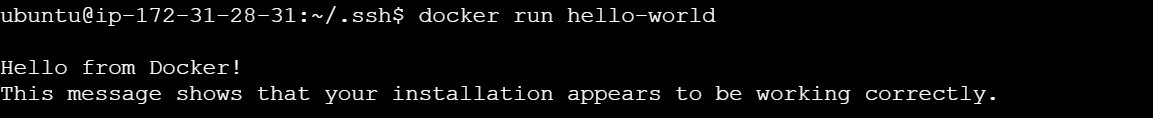 ubuntu@ip-172-31-28-31:~/.ssh$ docker run hello-world
Hello from Docker!
This message shows that your installation appears to be working correctly.